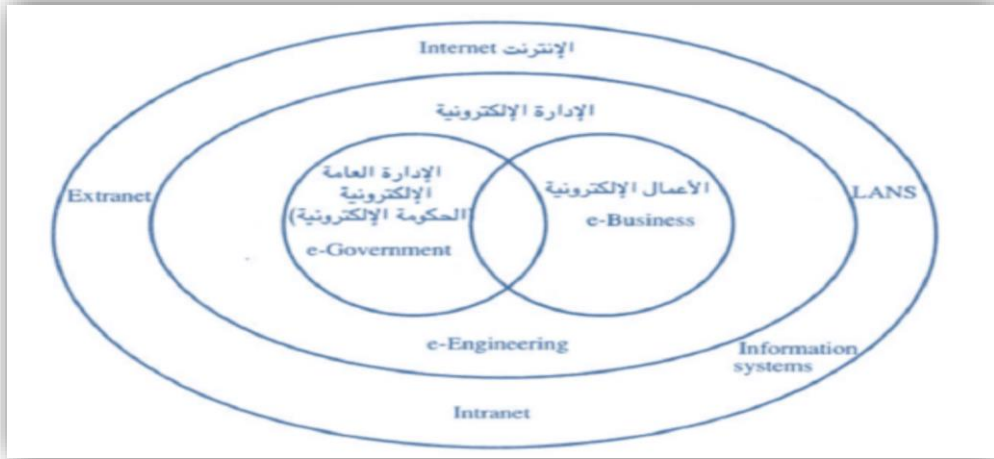 الإنترنت Internet
الإدارة الإلكترونية
الإدارة العامة
الإلكترونية
(الحكومة الإلكترونية)
e-Government
الأعمال الإلكترونية
e-Business
Extranet
LANS
e-Engineering
Information
systems
Intranet